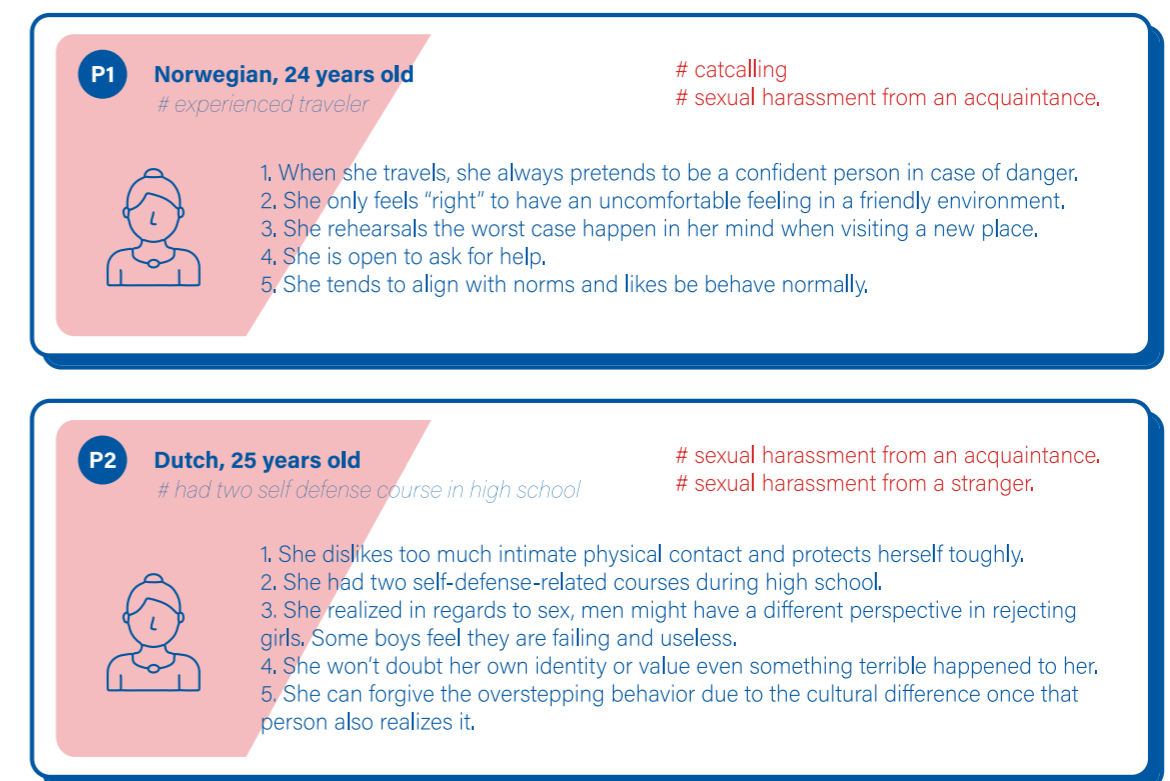 P1 Norwegian, 24 years old
# experienced traveler
# catcalling
# sexual harassment from an acquaintance.
1. When she travels, she always pretends to be a confident person in case of danger.
2. She only feels “right” to have an uncomfortable feeling in a friendly environment.
3. She rehearsals the worst case happen in her mind when visiting a new place.
4. She is open to ask for help.
5. She tends to align with norms and likes be behave normally.
P2 Dutch, 25 years old
# had two self defense course in high school
# sexual harassment from an acquaintance.
# sexual harassment from a stranger.
1. She dislikes too much intimate physical contact and protects herself toughly.
2. She had two self-defense-related courses during high school.
3. She realized in regards to sex, men might have a different perspective in rejecting
girls. Some boys feel they are failing and useless.
4. She won’t doubt her own identity or value even something terrible happened to her.
5. She can forgive the overstepping behavior due to the cultural difference once that
person also realizes it.